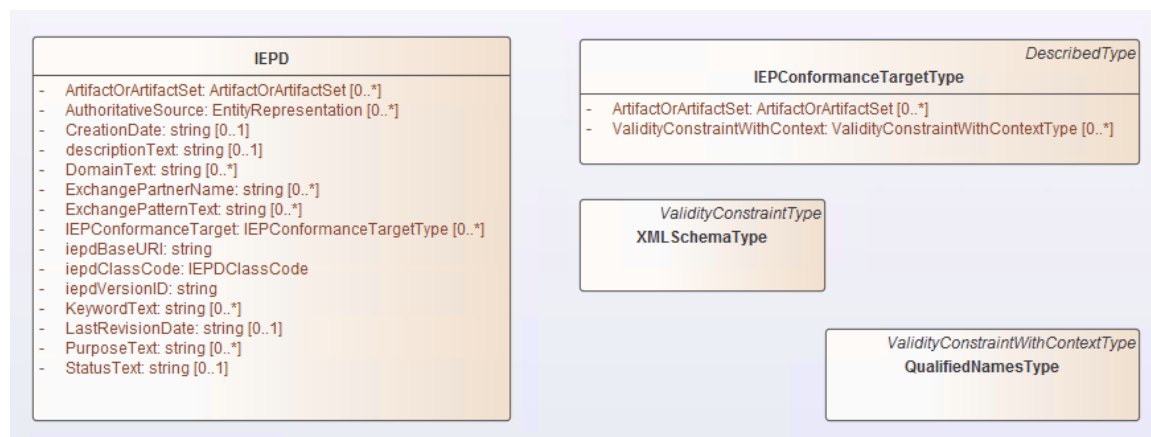 IEPD
- ArtifactOrArtifactSet: ArtifactOrArtifactSet [0..*]
- AuthoritativeSource: EntityRepresentation [0..*]
- CreationDate: string [0..1]
- descriptionText: string [0..1]
- DomainText: string [0..*]
- ExchangePartnerName: string [0..*]
- ExchangePatternText: string [0..*]
- IEPConformanceTarget: IEPConformanceTargetType [0..*]
- iepdBaseURI: string
- iepdClassCode: IEPDClassCode
- iepdVersionID: string
- KeywordText: string [0..*]
- LastRevisionDate: string [0..1]
- PurposeText: string [0..*]
- StatusText: string [0..1]
DescribedType
IEPConformanceTargetType
- ArtifactOrArtifactSet: ArtifactOrArtifactSet [0..*]
- ValidityConstraintWithContext: ValidityConstraintWithContextType [0..*]
ValidityConstraintType
XMLSchemaType
ValidityConstraintWithContextType
QualifiedNamesType